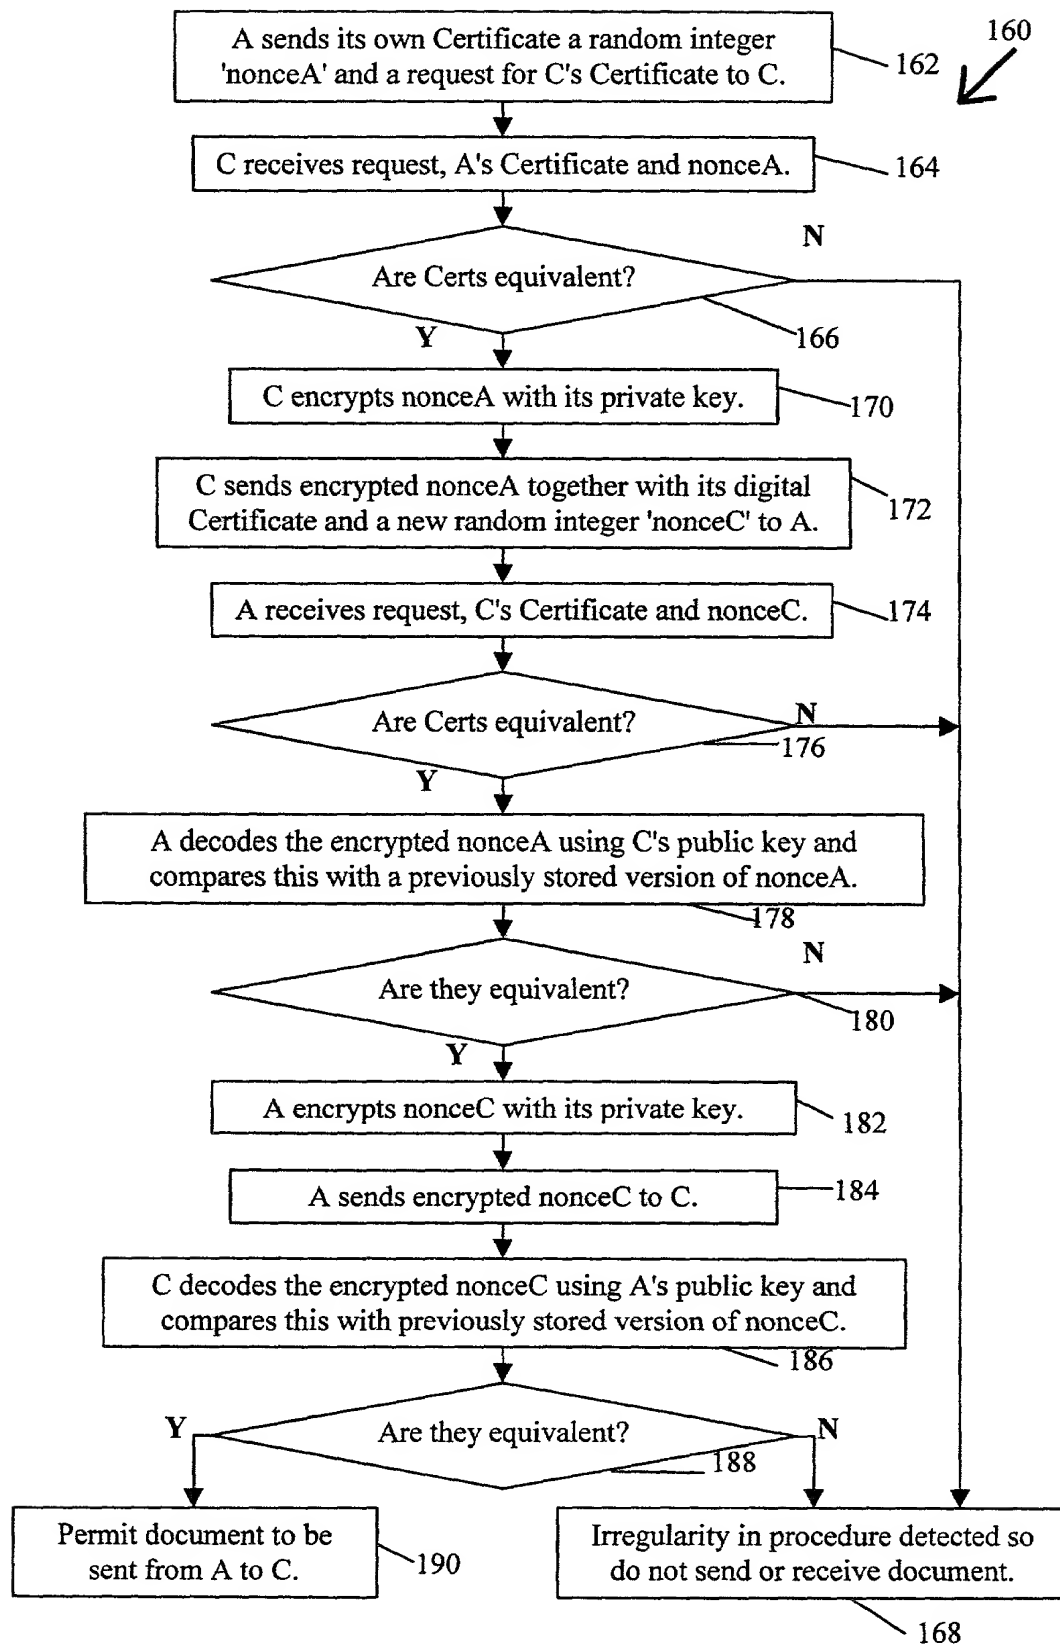 160
A sends its own Certificate a random integer
'nonceA' and a request for C's Certificate to C.
162
C receives request, A's Certificate and nonceA.
164
N
Are Certs equivalent?
166
Y
C encrypts nonceA with its private key.
170
C sends encrypted nonceA together with its digital
Certificate and a new random integer 'nonceC' to A.
172
A receives request, C's Certificate and nonceC.
174
Are Certs equivalent?
N
176
Y
A decodes the encrypted nonceA using C's public key and
compares this with a previously stored version of nonceA.
178
N
Are they equivalent?
180
Y
A encrypts nonceC with its private key.
182
A sends encrypted nonceC to C.
184
C decodes the encrypted nonceC using A's public key and
compares this with previously stored version of nonceC.
186
Y
Are they equivalent?
N
188
Permit document to be
sent from A to C.
190
Irregularity in procedure detected so
do not send or receive document.
168